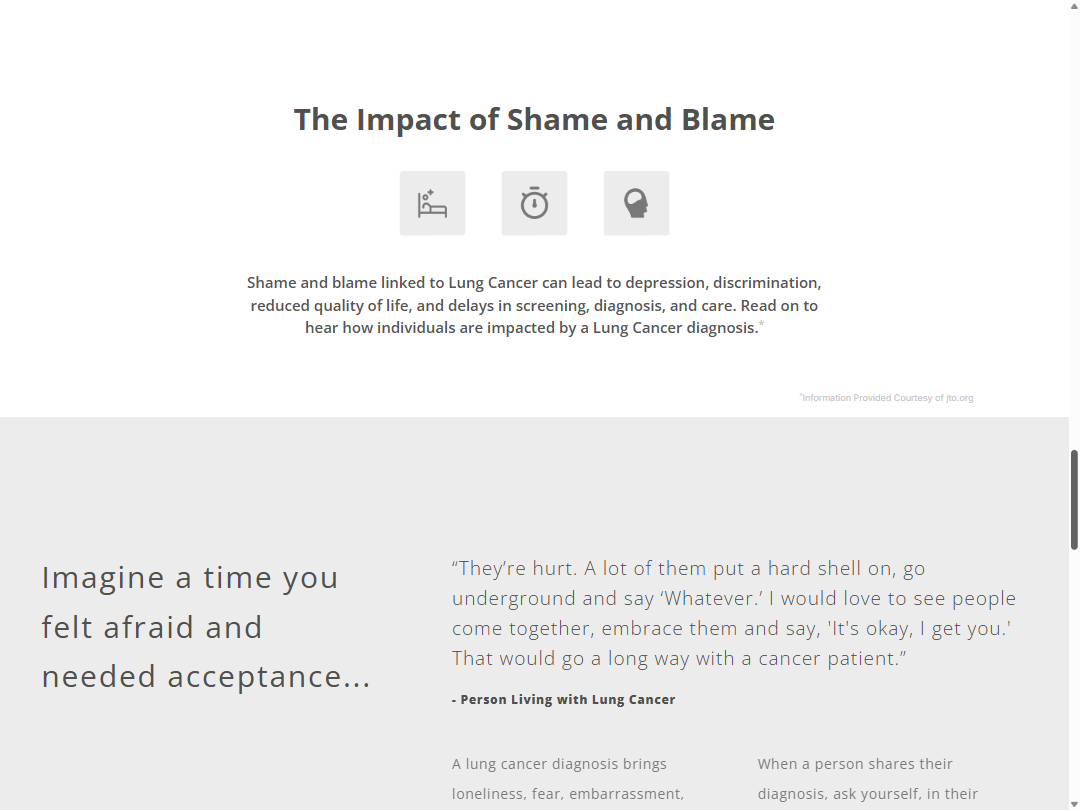 The Impact of Shame and Blame
Shame and blame linked to Lung Cancer can lead to depression, discrimination,
reduced quality of life, and delays in screening, diagnosis, and care. Read on to
hear how individuals are impacted by a Lung Cancer diagnosis.*
*Information Provided Courtesy of jto.org
Imagine a time you
felt afraid and
needed acceptance...
“They’re hurt. A lot of them put a hard shell on, go
underground and say ‘Whatever.’ I would love to see people
come together, embrace them and say, 'It's okay, I get you.'
That would go a long way with a cancer patient.”
- Person Living with Lung Cancer
A lung cancer diagnosis brings
loneliness, fear, embarrassment,
When a person shares their
diagnosis, ask yourself, in their